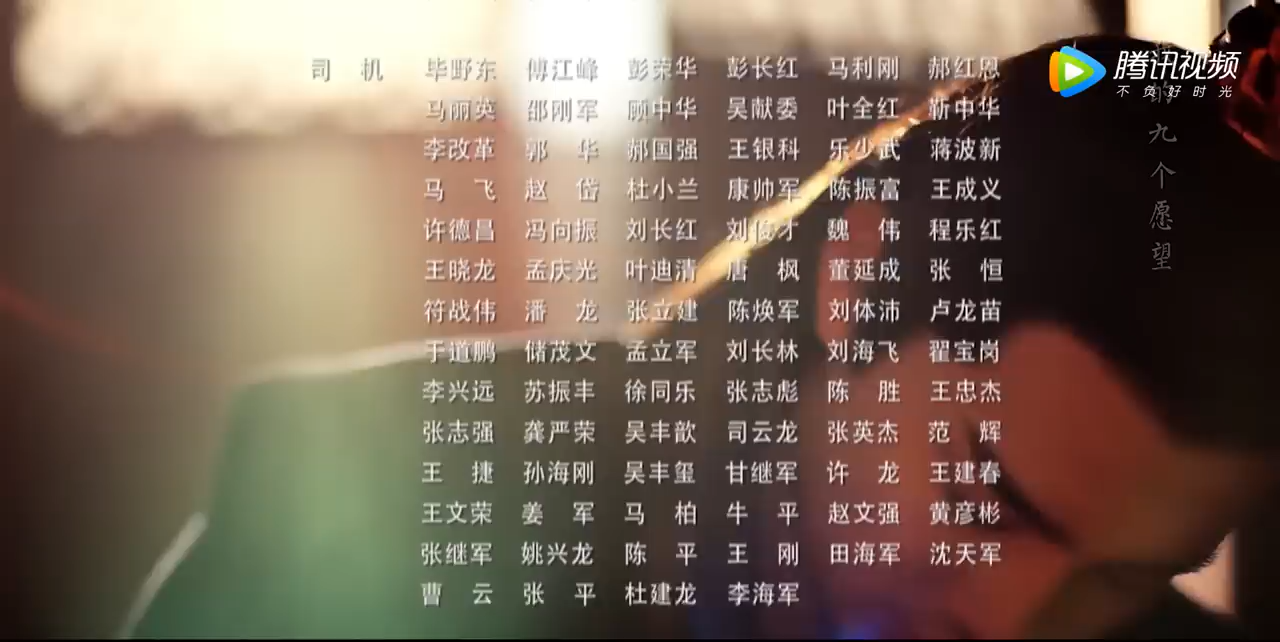 司 机 毕野东 傅江峰 彭荣华 彭长红 马利刚 郝红恩
马丽英 邵刚军 顾中华 吴献委 叶全红 靳中华
李改革 郭 华 郝国强 王银科 乐少武 蒋波新
马 飞 赵 岱 杜小兰 康帅军 陈振富 王成义
许德昌 冯向振 刘长红 刘俊才 魏 伟 程乐红
王晓龙 孟庆光 叶迪清 唐 枫 董延成 张 恒
符战伟 潘 龙 张立建 陈焕军 刘体沛 卢龙苗
于道鹏 储茂文 孟立军 刘长林 刘海飞 翟宝岗
李兴远 苏振丰 徐同乐 张志彪 陈 胜 王忠杰
张志强 龚严荣 吴丰歆 司云龙 张英杰 范 辉
王 捷 孙海刚 吴丰玺 甘继军 许 龙 王建春
王文荣 姜 军 马 柏 牛 平 赵文强 黄彦彬
张继军 姚兴龙 陈 平 王 刚 田海军 沈天军
曹 云 张 平 杜建龙 李海军
腾讯视频
不负好时光
的九个愿望